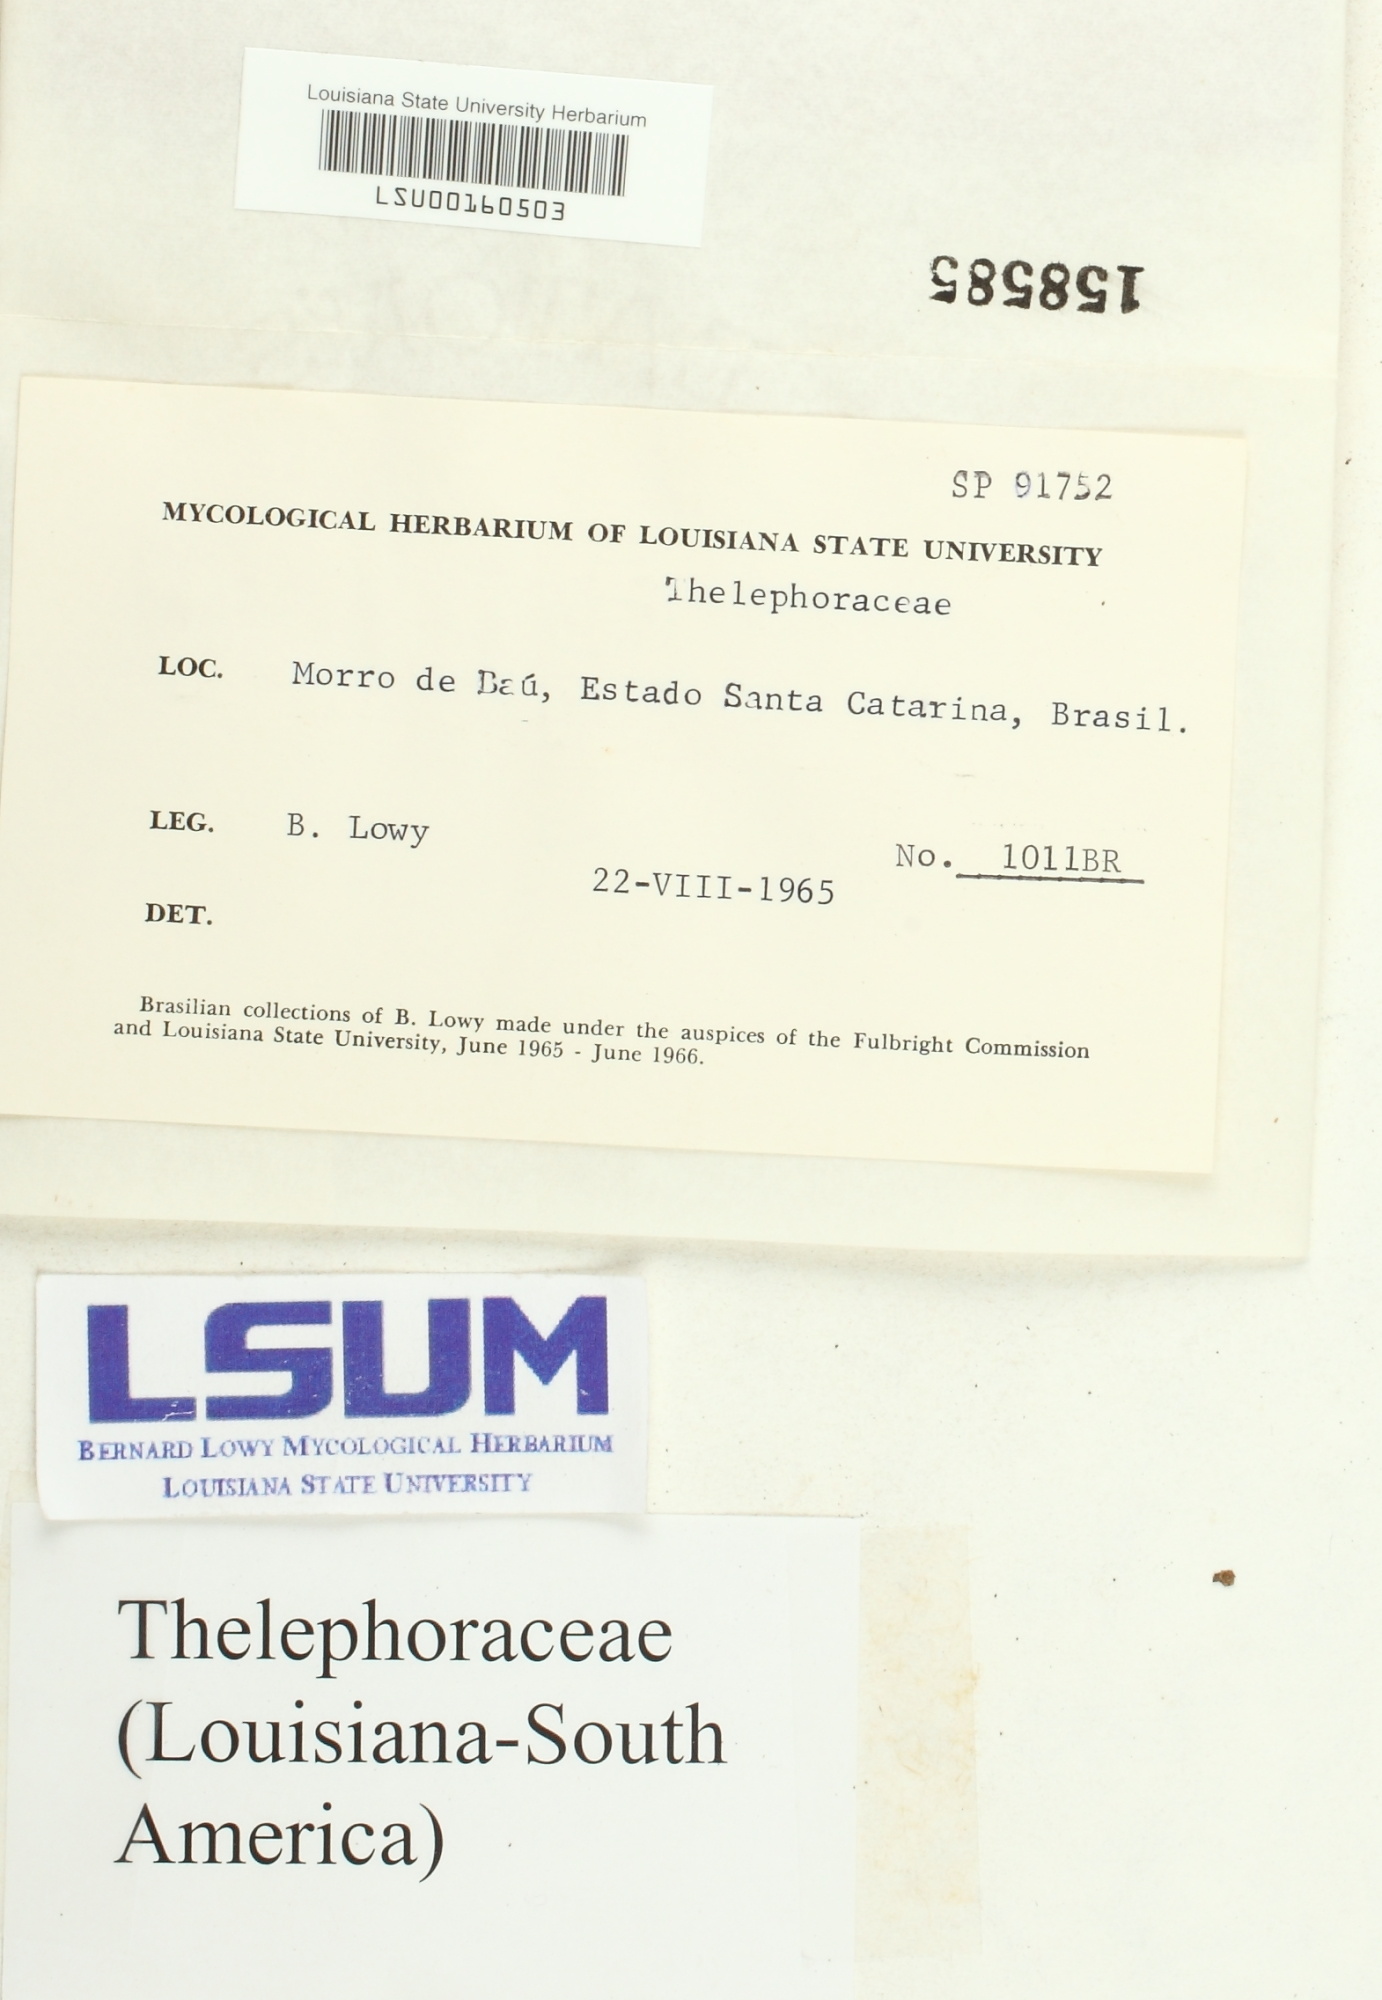 Louisiana State University Herbarium
LSU00160503
158585
SP 91752
MYCOLOGICAL HERBARIUM OF LOUISIANA STATE UNIVERSITY
Thelephoraceae
LOC. Morro de Baú, Estado Santa Catarina, Brasil.
LEG. B. Lowy
No. 1011BR
22-VIII-1965
DET.
Brasilian collections of B. Lowy made under the auspices of the Fulbright Commission
and Louisiana State University, June 1965 - June 1966.
LSUM
BERNARD LOWY MYCOLOGICAL HERBARIUM
LOUISIANA STATE UNIVERSITY
Thelephoraceae
(Louisiana-South
America)